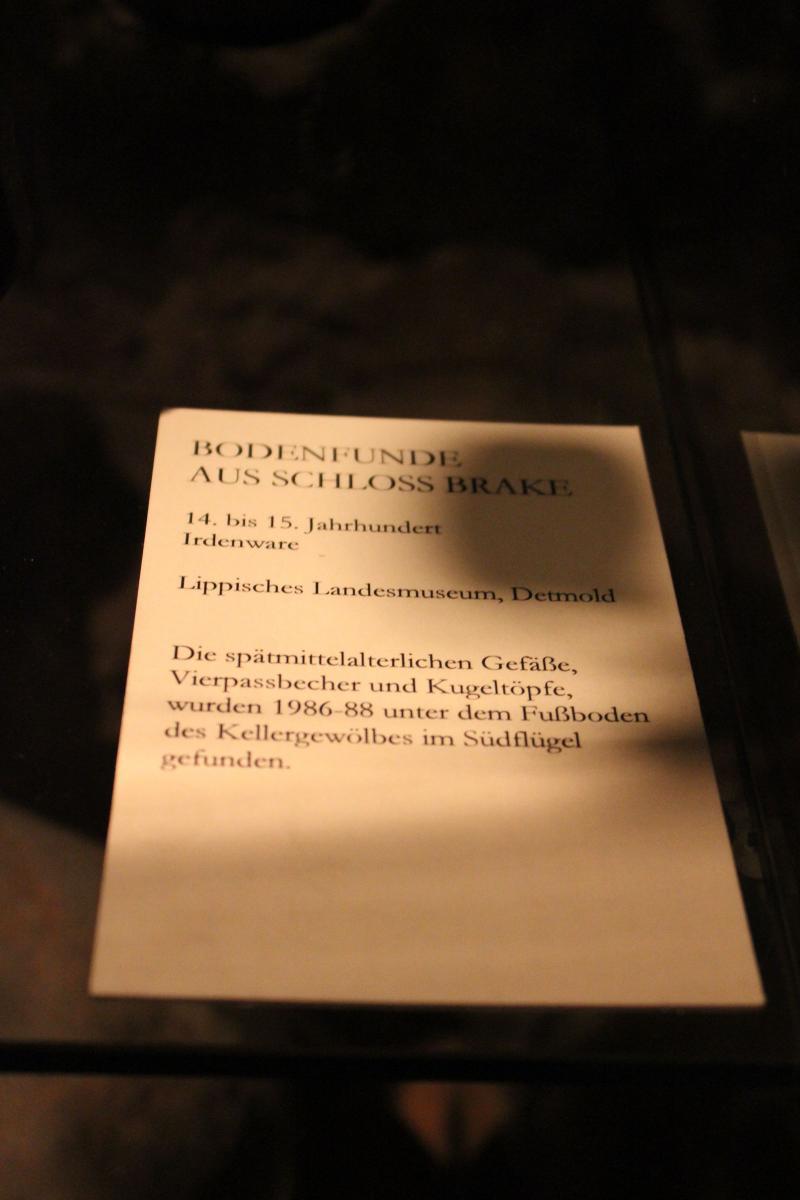 BODENFUNDE
AUS SCHLOSS BRAKE
14. bis 15. Jahrhundert
Irdenware
Lippisches Landesmuseum, Detmold
Die spätmittelalterlichen Gefäße,
Vierpassbecher und Kugeltöpfe,
wurden 1986-88 unter dem Fußboden
des Kellergewölbes im Südflügel
gefunden.